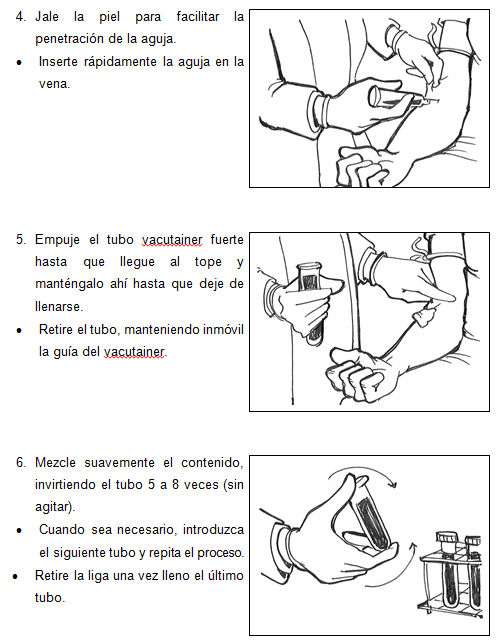 4. Jale la piel para facilitar la
penetración de la aguja.
• Inserte rápidamente la aguja en la
vena.
5. Empuje el tubo vacutainer fuerte
hasta que llegue al tope y
manténgalo ahí hasta que deje de
llenarse.
• Retire el tubo, manteniendo inmóvil
la guía del vacutainer.
6. Mezcle suavemente el contenido,
invirtiendo el tubo 5 a 8 veces (sin
agitar).
• Cuando sea necesario, introduzca
el siguiente tubo y repita el proceso.
• Retire la liga una vez lleno el último
tubo.